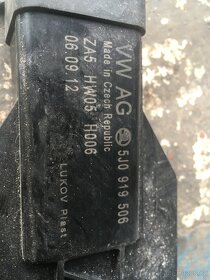 VW AG 5J0 919 506
Made in Czech Republic
ZA5 HW05 H006
06 09 12
LUKOV Plast